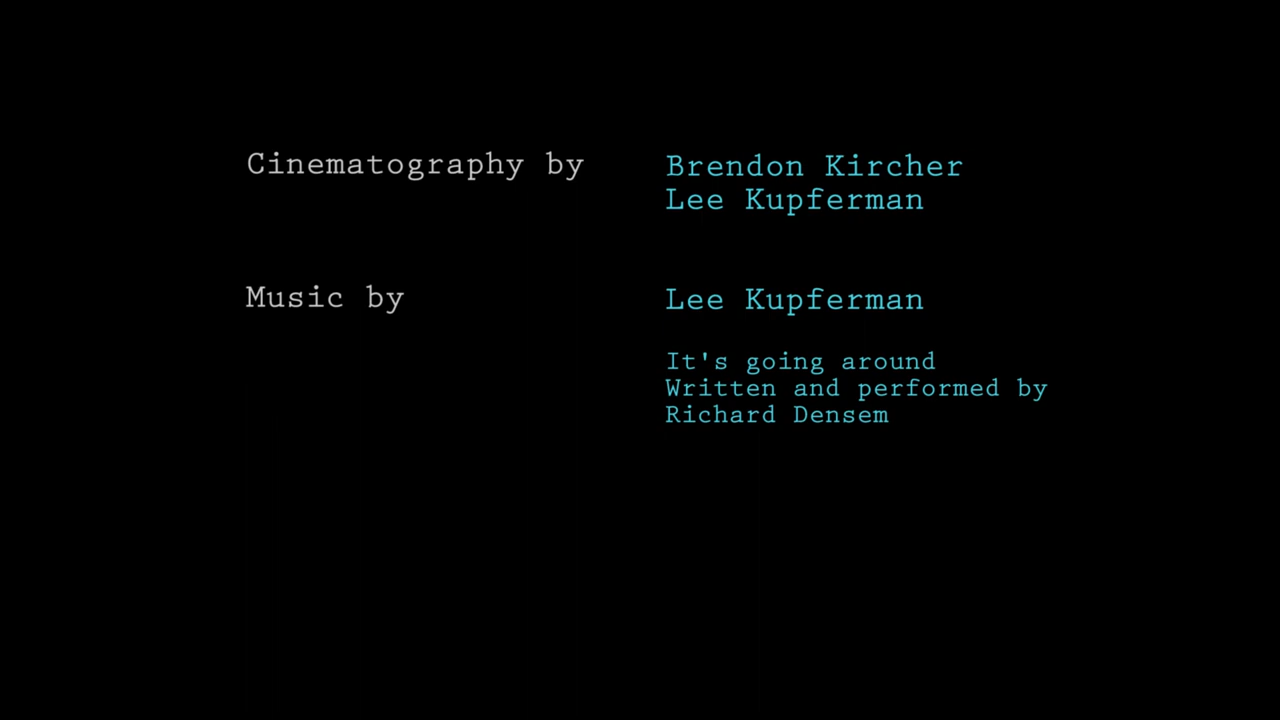 Cinematography by Brendon Kircher
Lee Kupferman
Music by Lee Kupferman
It's going around
Written and performed by
Richard Densem